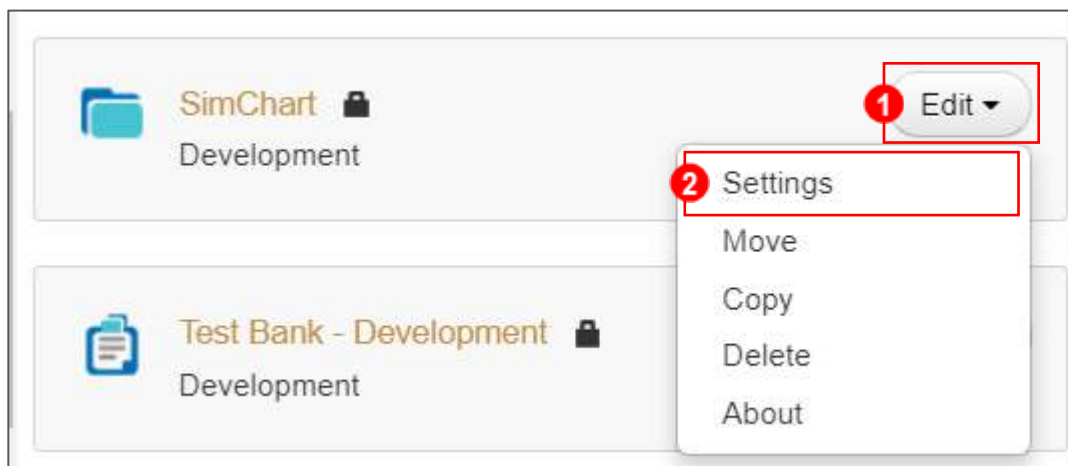 SimChart
Development
1 Edit
2 Settings
Move
Copy
Delete
About
Test Bank - Development
Development